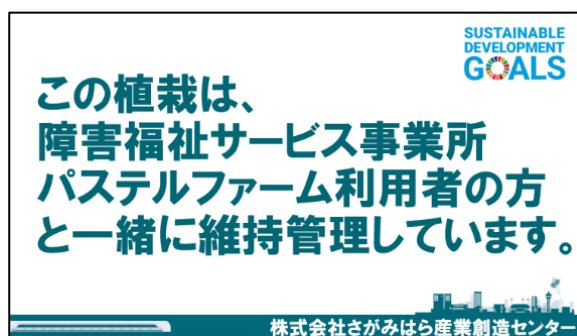 SUSTAINABLE
DEVELOPMENT
GOALS
この植栽は、
障害福祉サービス事業所
パステルファーム利用者の方
と一緒に維持管理しています。
株式会社さがみはら産業創造センター